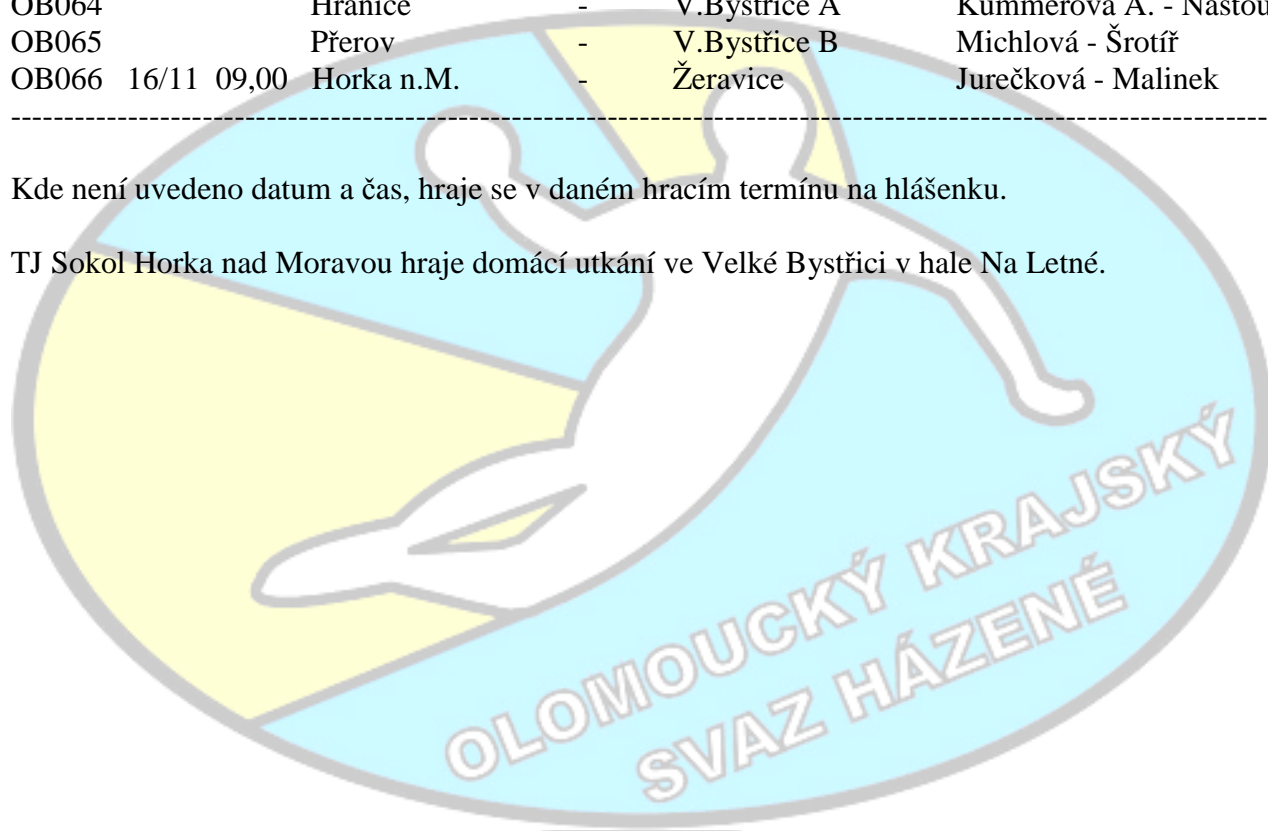 OB064 Hranice - V.Bystřice A Kummerová A. -
OB065 Přerov - V.Bystřice B Michlová - Šrotíř
OB066 16/11 09,00 Horka n.M. - Žeravice Jurečková - Malinek
---------------------------------------------------------------------------------------------------------------------
Kde není uvedeno datum a čas, hraje se v daném hracím termínu na hlášenku.
TJ Sokol Horka nad Moravou hraje domácí utkání ve Velké Bystřici v hale Na Letné.
OLOMOUCKÝ KRAJSKÝ
SVAZ HÁZENÉ